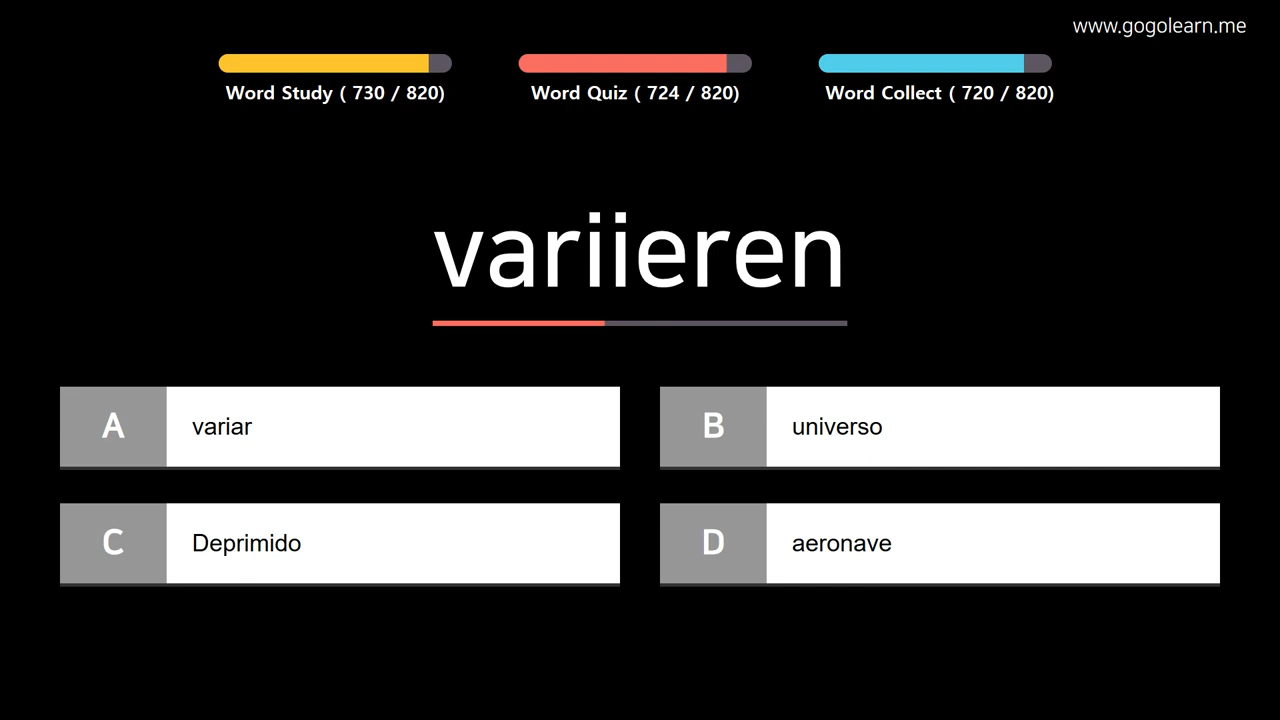 www.gogolearn.me
Word Study ( 730 / 820)
Word Quiz ( 724 / 820)
Word Collect ( 720 / 820)
variieren
A variar
B universo
C Deprimido
D aeronave